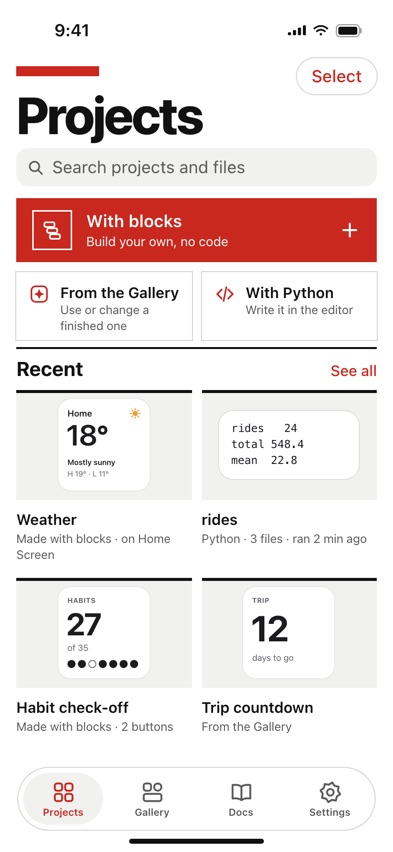 9:41
Select
Projects
Search projects and files
With blocks
Build your own, no code
From the Gallery
Use or change a
finished one
With Python
Write it in the editor
Recent
See all
Home
18°
Mostly sunny
H 19° · L 11°
rides 24
total 548.4
mean 22.8
Weather
Made with blocks · on Home
Screen
rides
Python · 3 files · ran 2 min ago
HABITS
27
of 35
TRIP
12
days to go
Habit check-off
Made with blocks · 2 buttons
Trip countdown
From the Gallery
Projects
Gallery
Docs
Settings